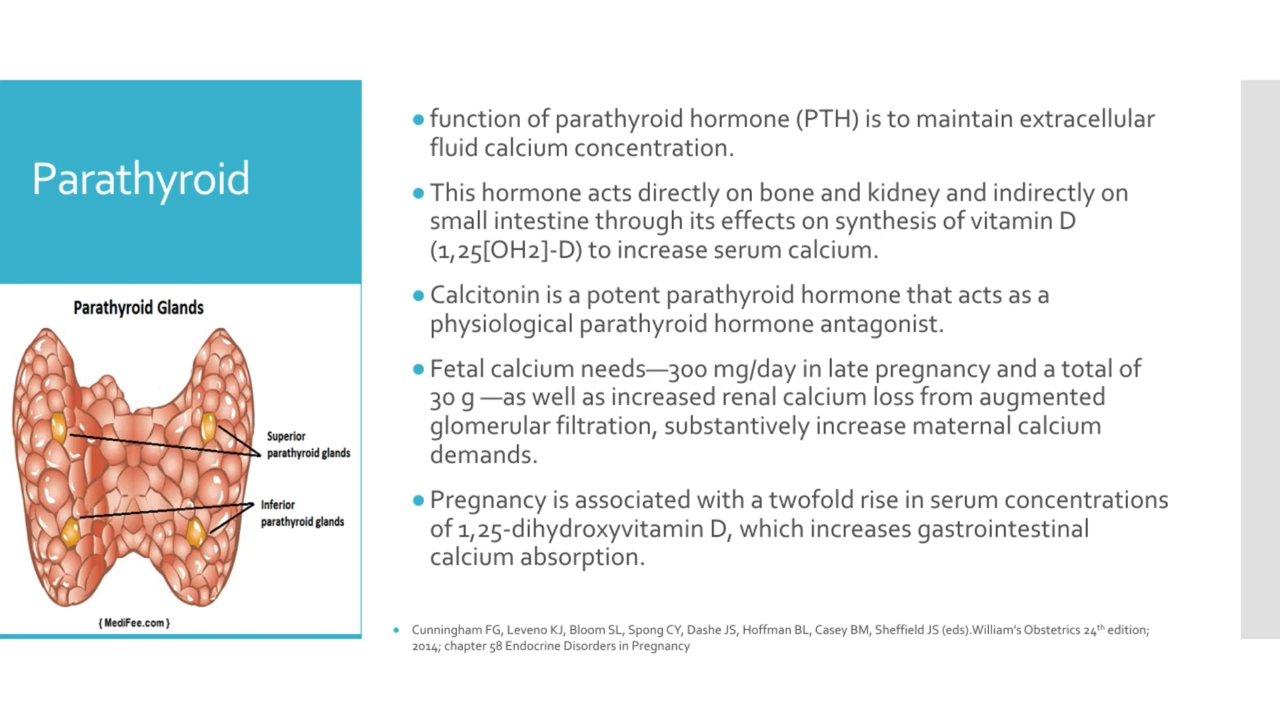 Parathyroid
Parathyroid Glands
Superior
parathyroid glands
Inferior
parathyroid glands
{ MediFee.com }
● function of parathyroid hormone (PTH) is to maintain extracellular
fluid calcium concentration.
● This hormone acts directly on bone and kidney and indirectly on
small intestine through its effects on synthesis of vitamin D
(1,25[OH2]-D) to increase serum calcium.
● Calcitonin is a potent parathyroid hormone that acts as a
physiological parathyroid hormone antagonist.
● Fetal calcium needs—300 mg/day in late pregnancy and a total of
30 g —as well as increased renal calcium loss from augmented
glomerular filtration, substantively increase maternal calcium
demands.
● Pregnancy is associated with a twofold rise in serum concentrations
of 1,25-dihydroxyvitamin D, which increases gastrointestinal
calcium absorption.
● Cunningham FG, Leveno KJ, Bloom SL, Spong CY, Dashe JS, Hoffman BL, Casey BM, Sheffield JS (eds).William's Obstetrics 24th edition;
2014; chapter 58 Endocrine Disorders in Pregnancy